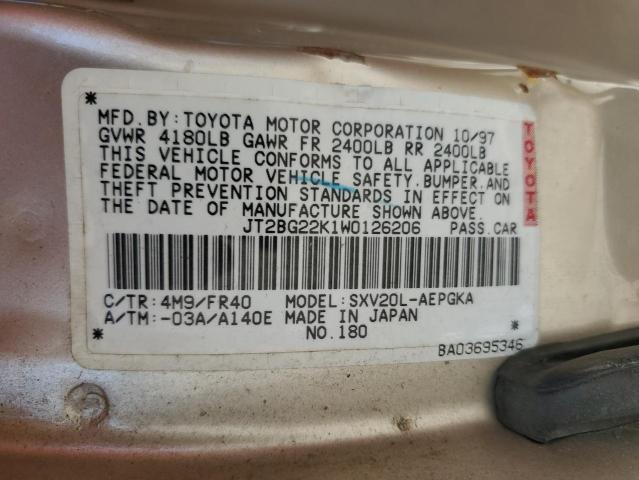 MFD. BY: TOYOTA MOTOR CORPORATION 10/97
GVWR 4180LB GAWR FR 2400LB RR 2400LB
THIS VEHICLE CONFORMS TO ALL APPLICABLE
FEDERAL MOTOR VEHICLE SAFETY, BUMPER, AND
THEFT PREVENTION STANDARDS IN EFFECT ON
THE DATE OF MANUFACTURE SHOWN ABOVE.
JT2BG22K1W0126206 PASS. CAR
C/TR: 4M9/FR40 MODEL: SXV20L-AEPGKA
A/TM: -03A/A140E MADE IN JAPAN
NO. 180
BA03695346
TOYOTA